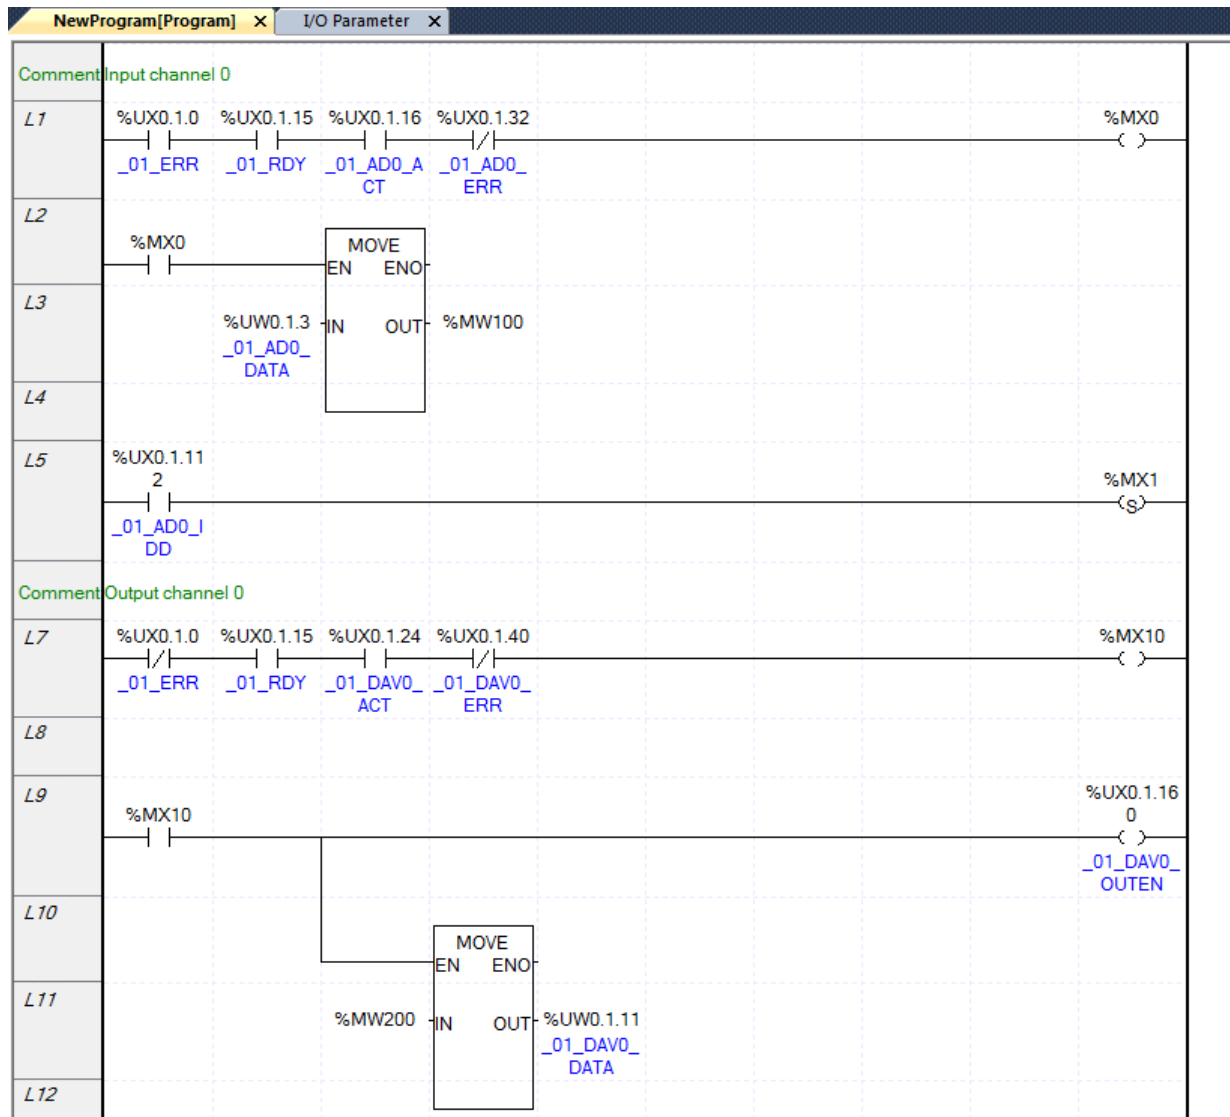 NewProgram[Program] X I/O Parameter X
Comment Input channel 0
L1 %UX0.1.0 %UX0.1.15 %UX0.1.16 %UX0.1.32 %MX0
_01_ERR _01_RDY _01_AD0_A _01_AD0_
CT ERR
L2
%MX0 MOVE
EN ENO
L3
%UW0.1.3 IN OUT %MW100
_01_AD0_
DATA
L4
L5 %UX0.1.11
2 %MX1
S
_01_AD0_I
DD
Comment Output channel 0
L7 %UX0.1.0 %UX0.1.15 %UX0.1.24 %UX0.1.40 %MX10
_01_ERR _01_RDY _01_DAV0_ _01_DAV0_
ACT ERR
L8
L9 %UX0.1.16
%MX10 0
_01_DAV0_
OUTEN
L10
MOVE
EN ENO
L11
%MW200 IN OUT %UW0.1.11
_01_DAV0_
DATA
L12